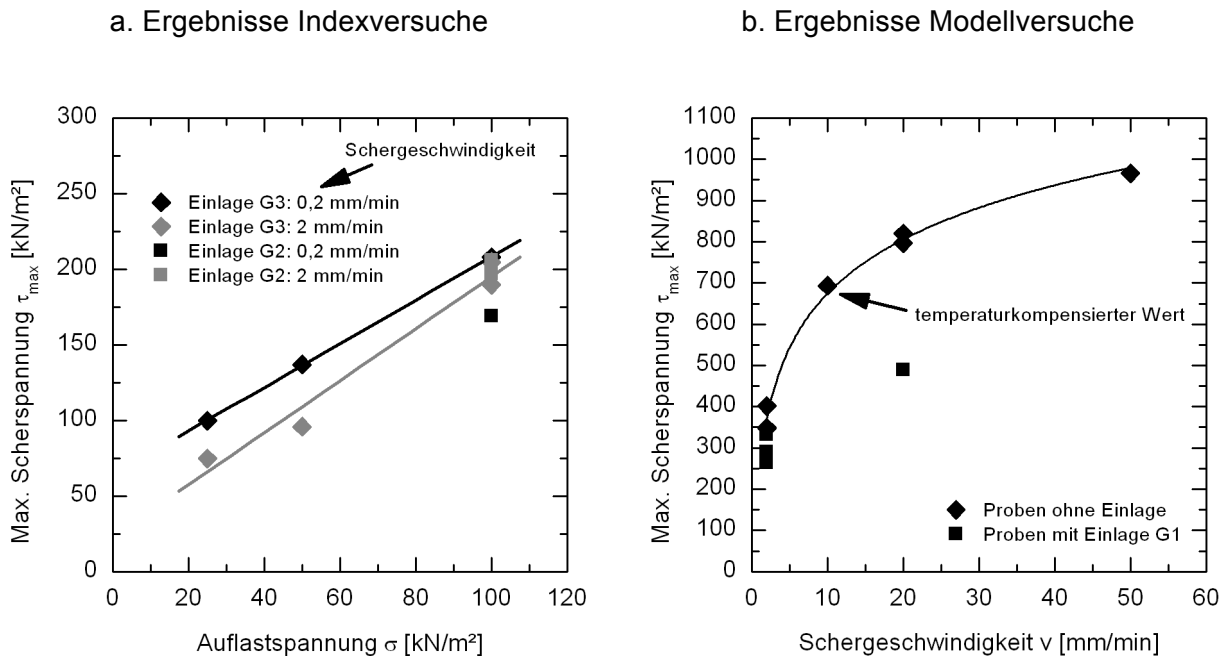 a. Ergebnisse Indexversuche
300
250
200
150
100
50
0
0 20 40 60 80 100 120
Max. Scherspannung τmax [kN/m²]
Auflastspannung σ [kN/m²]
Schergeschwindigkeit
Einlage G3: 0,2 mm/min
Einlage G3: 2 mm/min
Einlage G2: 0,2 mm/min
Einlage G2: 2 mm/min
b. Ergebnisse Modellversuche
1100
1000
900
800
700
600
500
400
300
200
100
0
0 10 20 30 40 50 60
Max. Scherspannung τmax [kN/m²]
Schergeschwindigkeit v [mm/min]
temperaturkompensierter Wert
Proben ohne Einlage
Proben mit Einlage G1